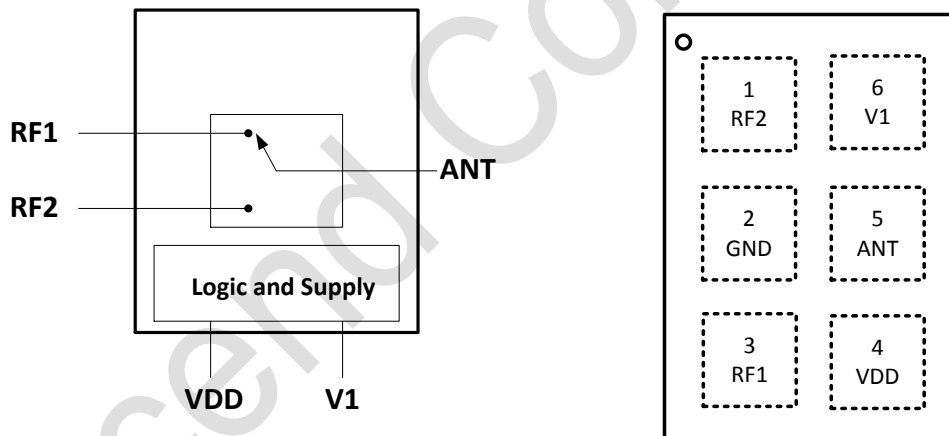 RF1
RF2
ANT
Logic and Supply
VDD V1
1
RF2
6
V1
2
GND
5
ANT
3
RF1
4
VDD